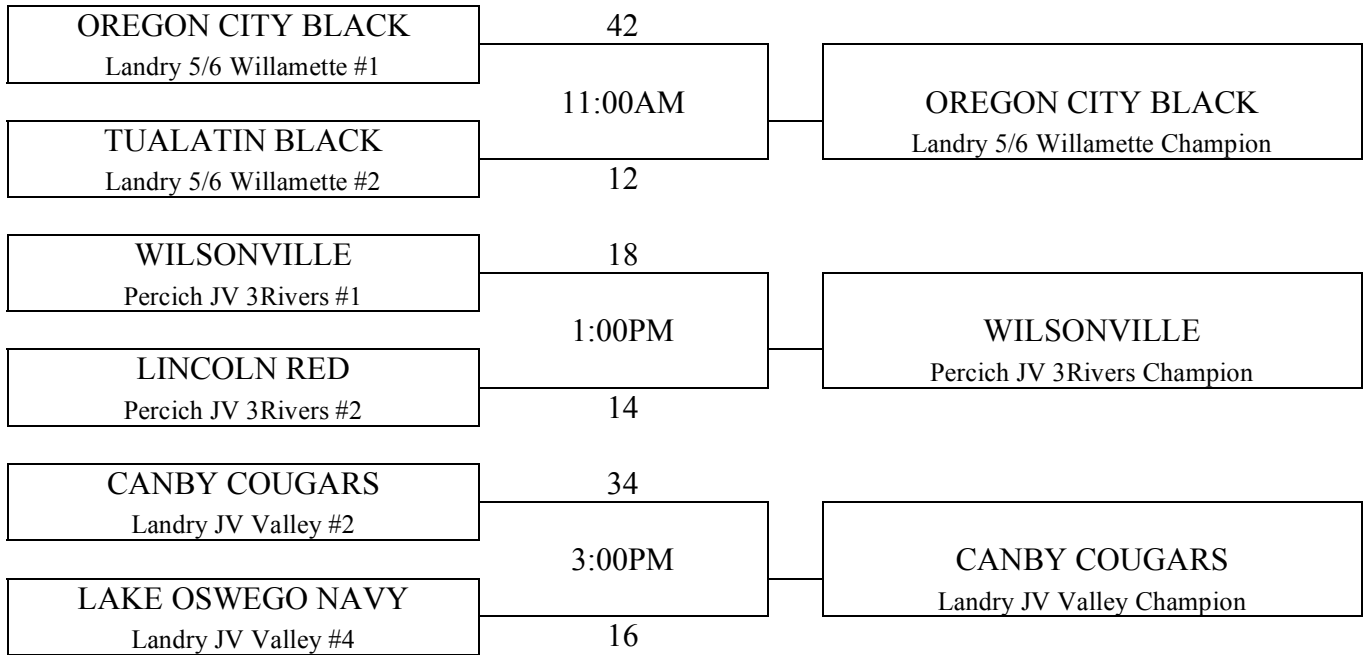 OREGON CITY BLACK
Landry 5/6 Willamette #1
42
11:00AM
TUALATIN BLACK
Landry 5/6 Willamette #2
12
OREGON CITY BLACK
Landry 5/6 Willamette Champion
WILSONVILLE
Percich JV 3Rivers #1
18
1:00PM
LINCOLN RED
Percich JV 3Rivers #2
14
WILSONVILLE
Percich JV 3Rivers Champion
CANBY COUGARS
Landry JV Valley #2
34
3:00PM
LAKE OSWEGO NAVY
Landry JV Valley #4
16
CANBY COUGARS
Landry JV Valley Champion